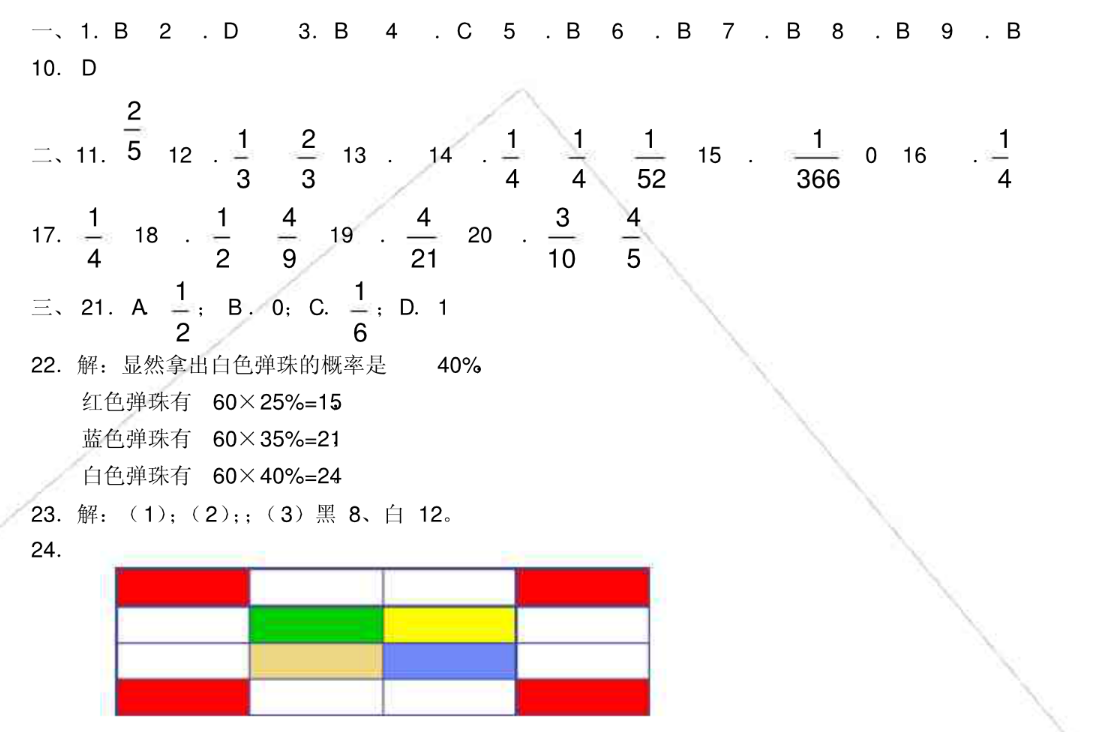 一、1. B 2 . D 3. B 4 . C 5 . B 6 . B 7 . B 8 . B 9 . B
10. D
二、11. 2/5 12 . 1/3 2/3 13 . 14 . 1/4 1/4 1/52 15 . 1/366 0 16 . 1/4
17. 1/4 18 . 1/2 4/9 19 . 4/21 20 . 3/10 4/5
三、21. A. 1/2; B. 0; C. 1/6; D. 1
22. 解:显然拿出白色弹珠的概率是 40%。
红色弹珠有 60×25%=15,
蓝色弹珠有 60×35%=21
白色弹珠有 60×40%=24
23. 解:(1);(2);;(3)黑 8、白 12。
24.